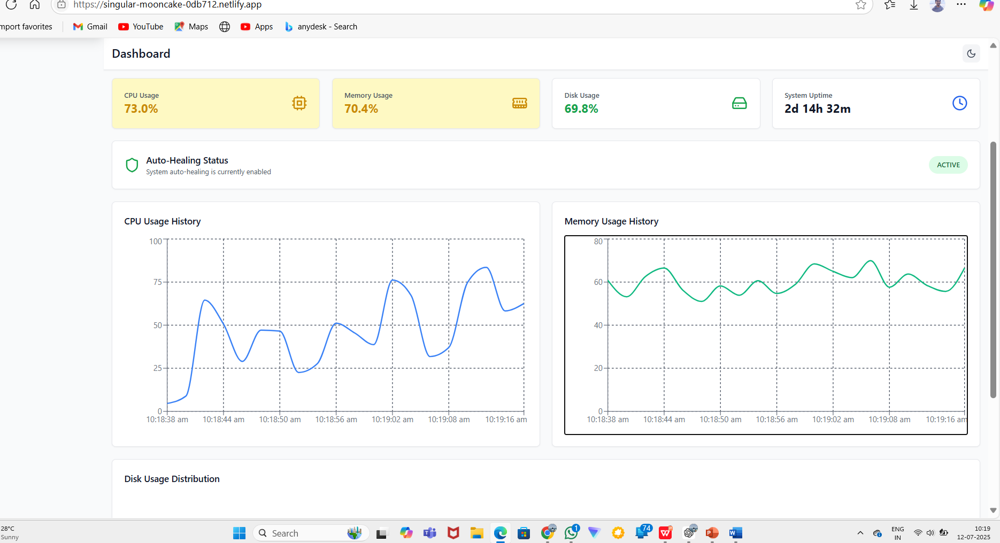 https://singular-mooncake-0db712.netlify.app
mport favorites
Gmail
YouTube
Maps
Apps
anydesk - Search
Dashboard
CPU Usage
73.0%
Memory Usage
70.4%
Disk Usage
69.8%
System Uptime
2d 14h 32m
Auto-Healing Status
System auto-healing is currently enabled
ACTIVE
CPU Usage History
100
75
50
25
0
10:18:38 am 10:18:44 am 10:18:50 am 10:18:56 am 10:19:02 am 10:19:08 am 10:19:16 am
Memory Usage History
80
60
40
20
0
10:18:38 am 10:18:44 am 10:18:50 am 10:18:56 am 10:19:02 am 10:19:08 am 10:19:16 am
Disk Usage Distribution
28°C
Sunny
Search
1
74
ENG
IN
10:19
12-07-2025